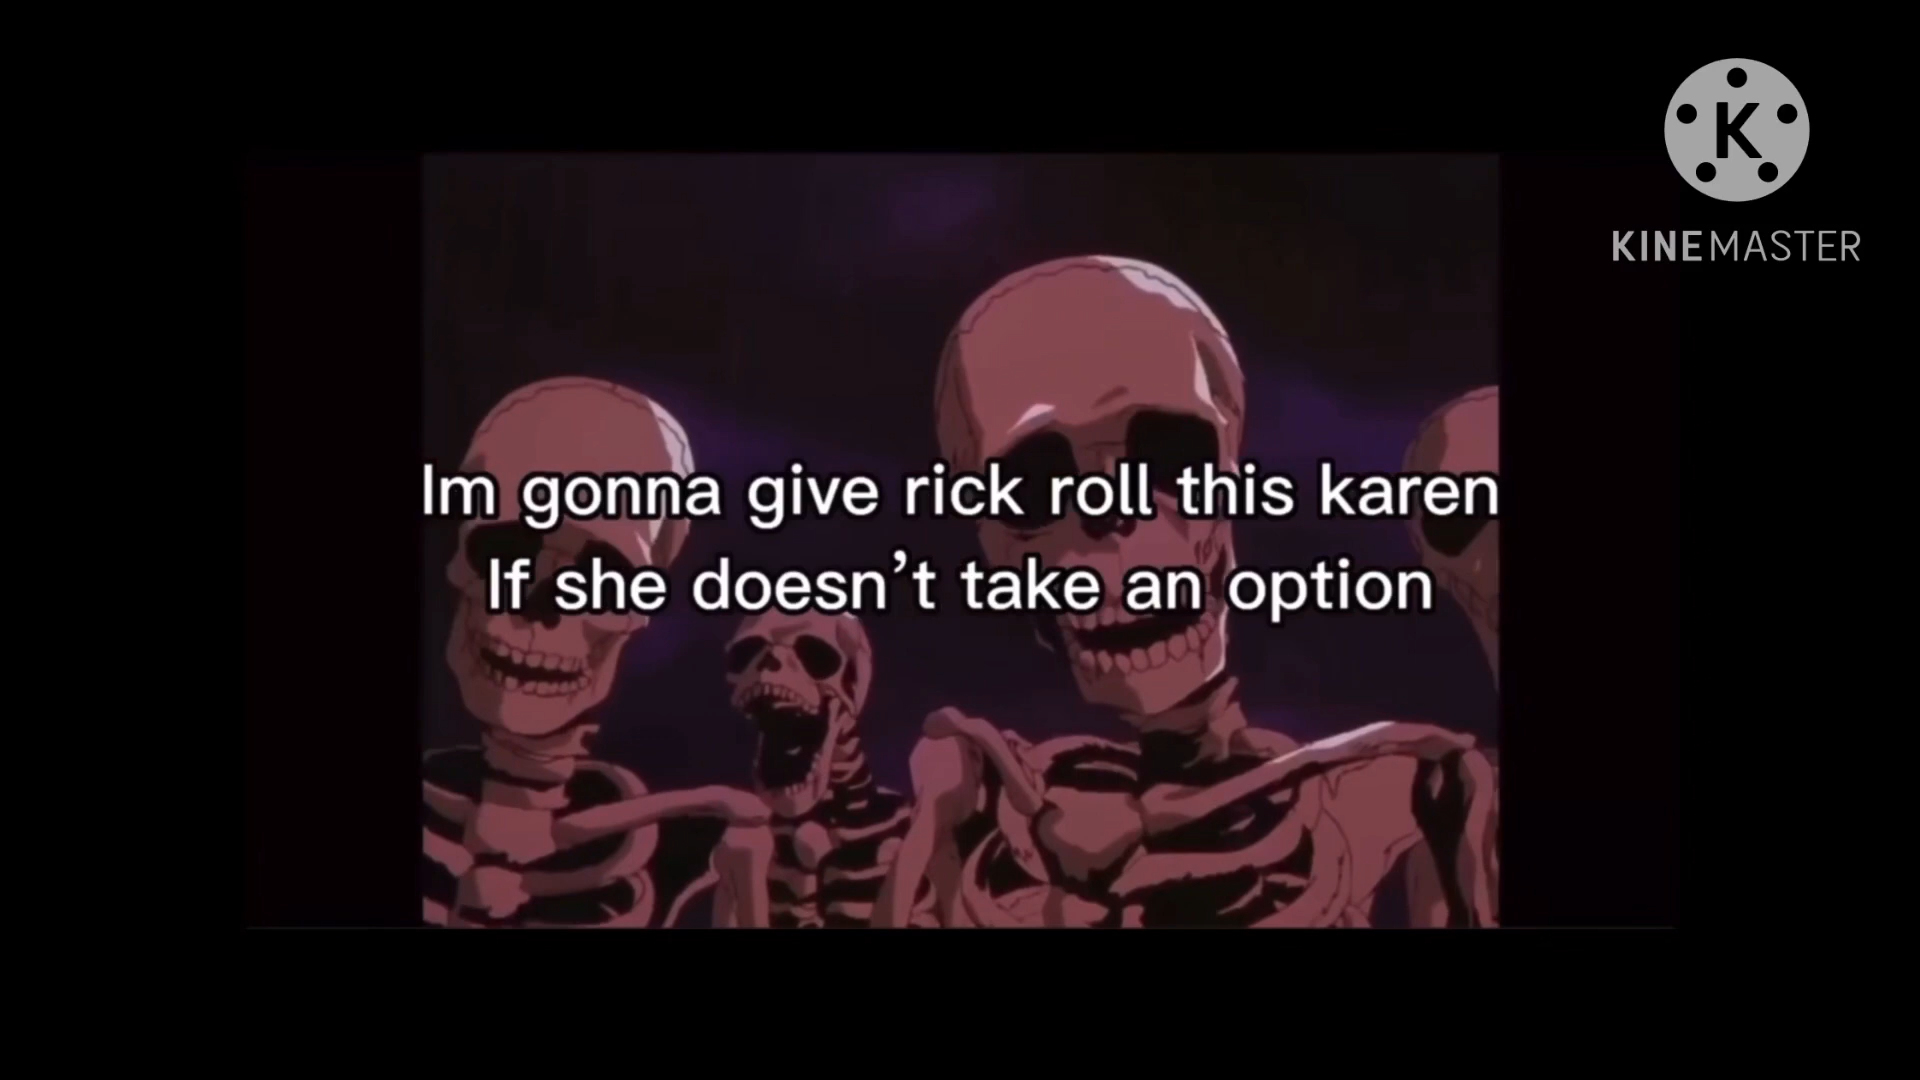 K
KINEMASTER
Im gonna give rick roll this karen
If she doesn’t take an option